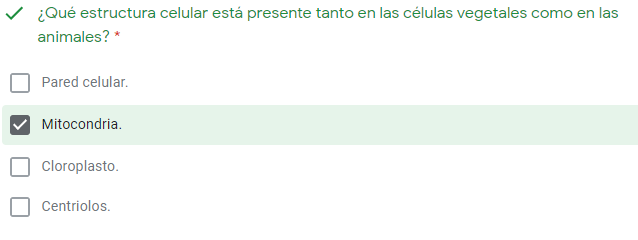 ¿Qué estructura celular está presente tanto en las células vegetales como en las
animales? *
Pared celular.
Mitocondria.
Cloroplasto.
Centriolos.